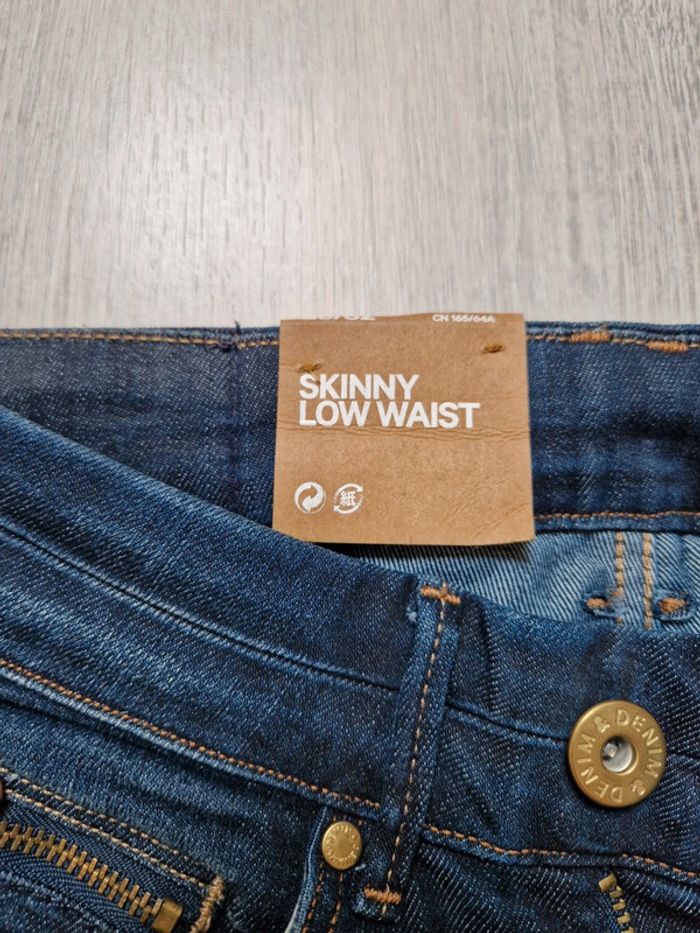 CN 165/64A
SKINNY
LOW WAIST
紙
& DENIM & DENIM